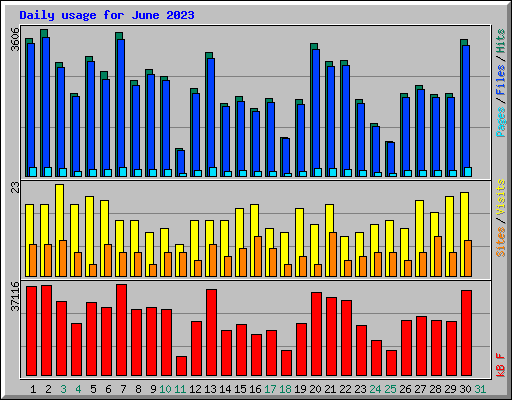 Daily usage for June 2023
3606
Pages/Files/Hits
23
Sites/Visits
37116
kB F
1 2 3 4 5 6 7 8 9 10 11 12 13 14 15 16 17 18 19 20 21 22 23 24 25 26 27 28 29 30 31